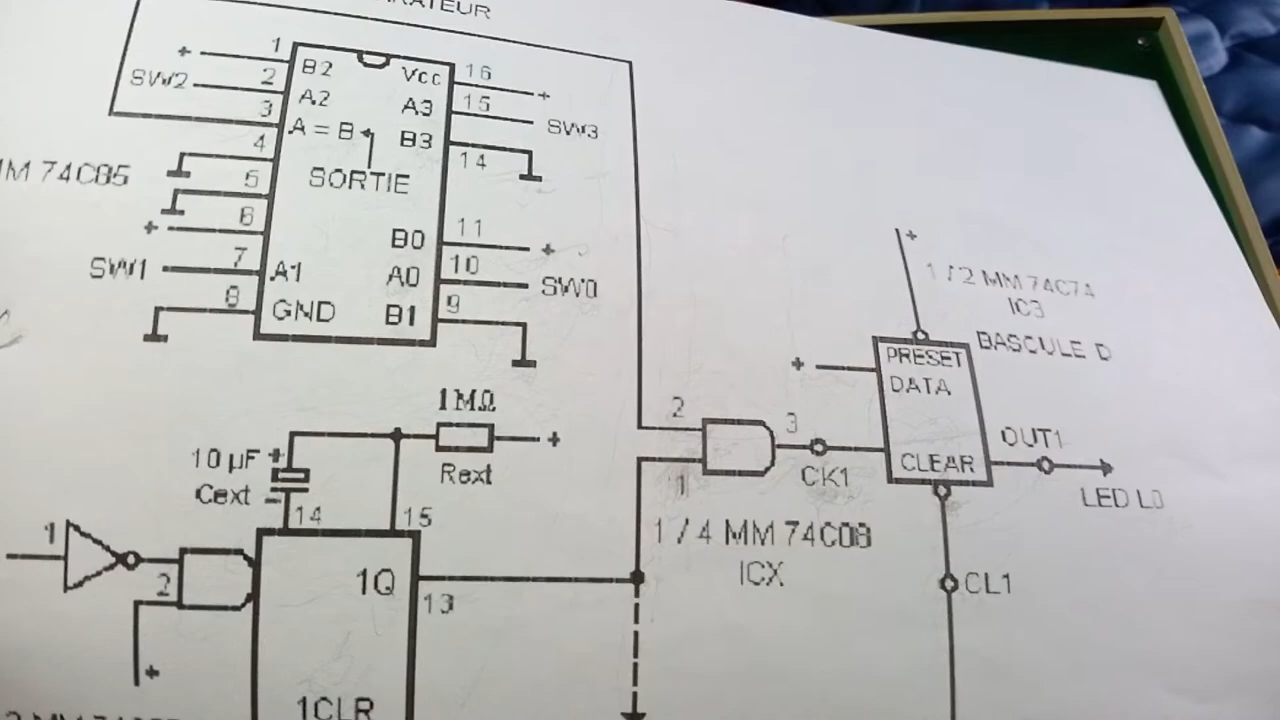 1
B2
Vcc
16
+
+
2
A2
A3
15
SW2
3
A = B
B3
SW3
4
14
MM 74C85
5
SORTIE
6
+
B0
11
+
7
SW1
A1
A0
10
SW0
8
GND
B1
9
+
1 / 2 MM 74C74
IC3
BASCULE D
PRESET
+
DATA
1MΩ
2
+
3
OUT1
10 µF +
Rext
CLEAR
CK1
Cext -
1
LED L0
14
15
1 / 4 MM 74C08
ICX
1
2
1Q
13
CL1
+
1CLR